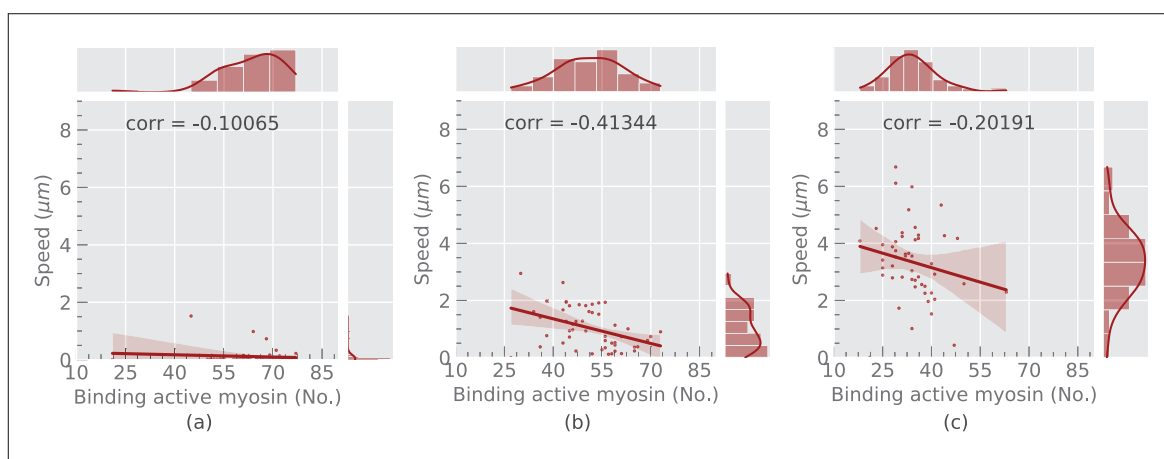 corr = -0.10065
corr = -0.41344
corr = -0.20191
Speed (μm)
8
6
4
2
0
10 25 40 55 70 85
Binding active myosin (No.)
(a)
Speed (μm)
8
6
4
2
0
10 25 40 55 70 85
Binding active myosin (No.)
(b)
Speed (μm)
8
6
4
2
0
10 25 40 55 70 85
Binding active myosin (No.)
(c)